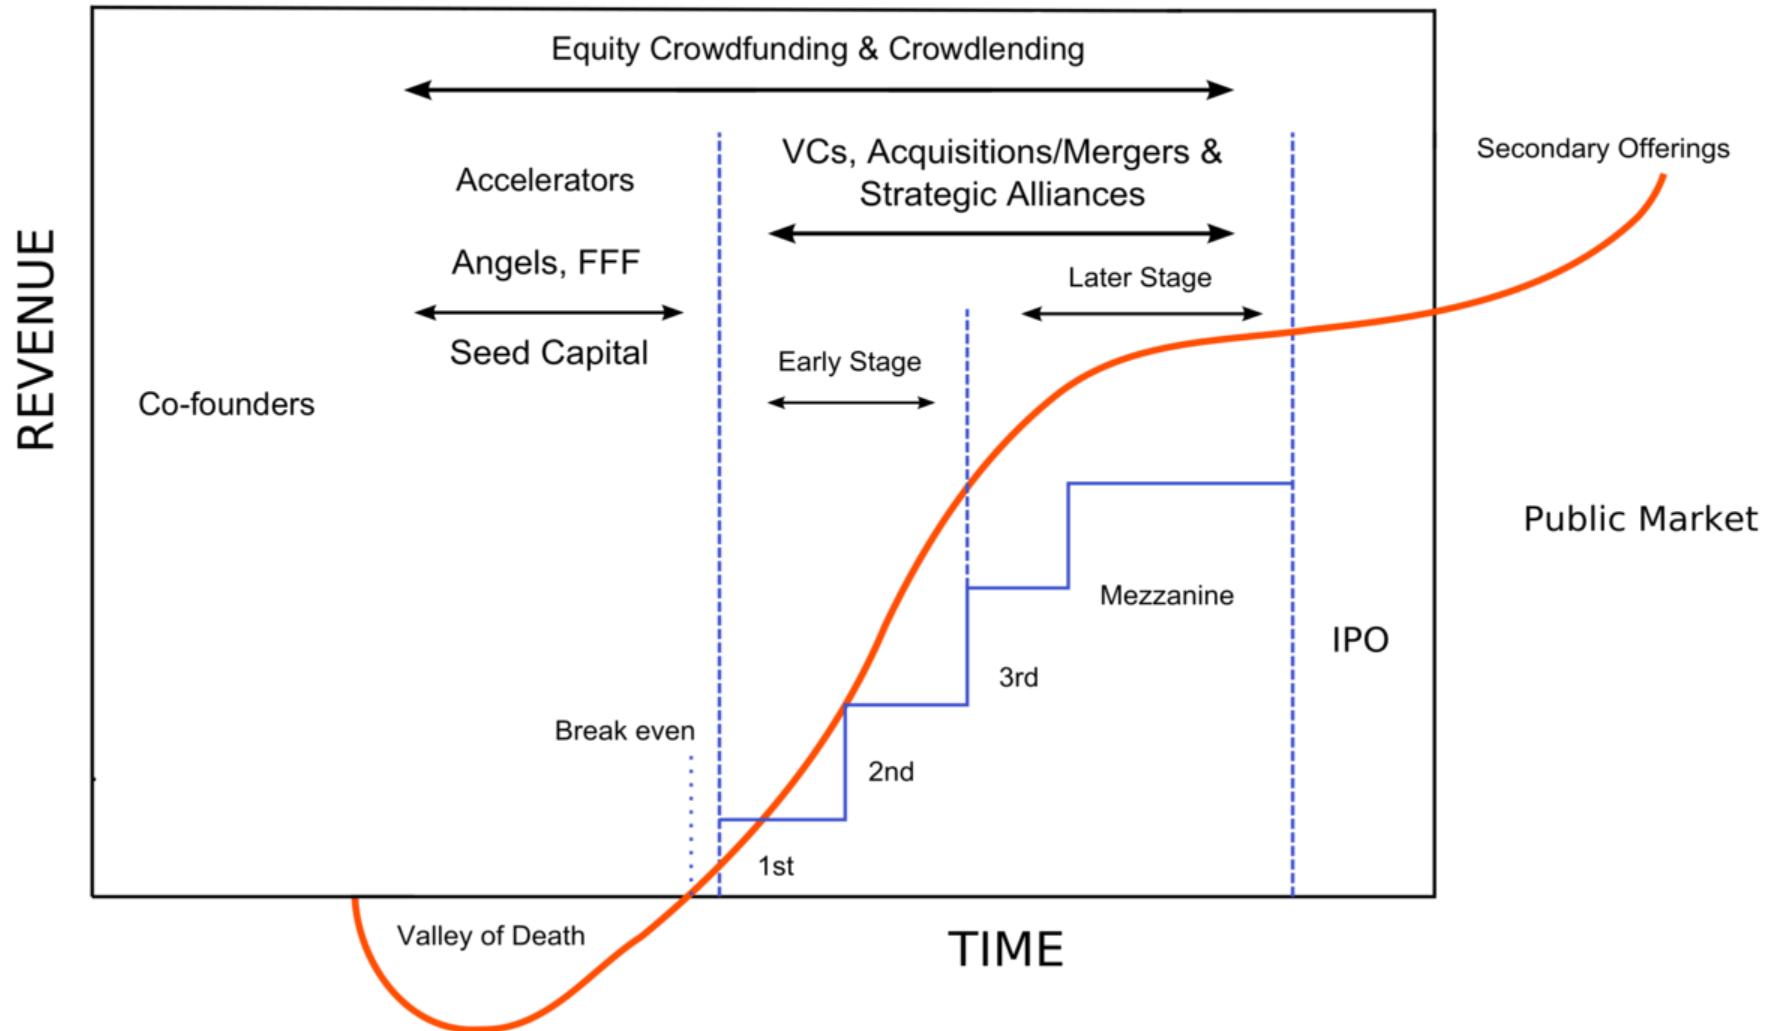 Equity Crowdfunding & Crowdlending
VCs, Acquisitions/Mergers &
Strategic Alliances
Secondary Offerings
Accelerators
Angels, FFF
Later Stage
Seed Capital
Early Stage
REVENUE
Co-founders
Public Market
Mezzanine
IPO
3rd
Break even
2nd
1st
Valley of Death
TIME